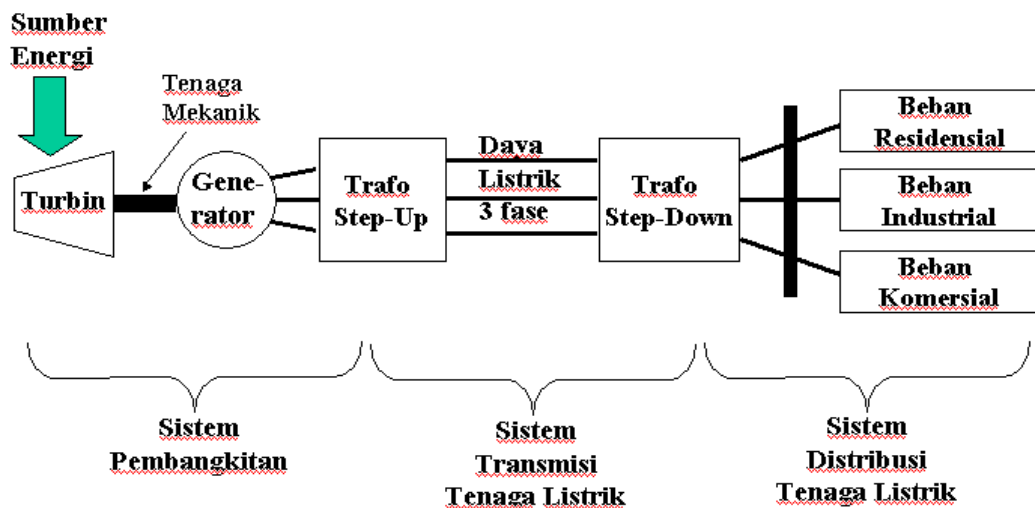 Sumber
Energi
Tenaga
Mekanik
Turbin
Gene-
rator
Trafo
Step-Up
Daya
Listrik
3 fase
Trafo
Step-Down
Beban
Residensial
Beban
Industrial
Beban
Komersial
Sistem
Pembangkitan
Sistem
Transmisi
Tenaga Listrik
Sistem
Distribusi
Tenaga Listrik